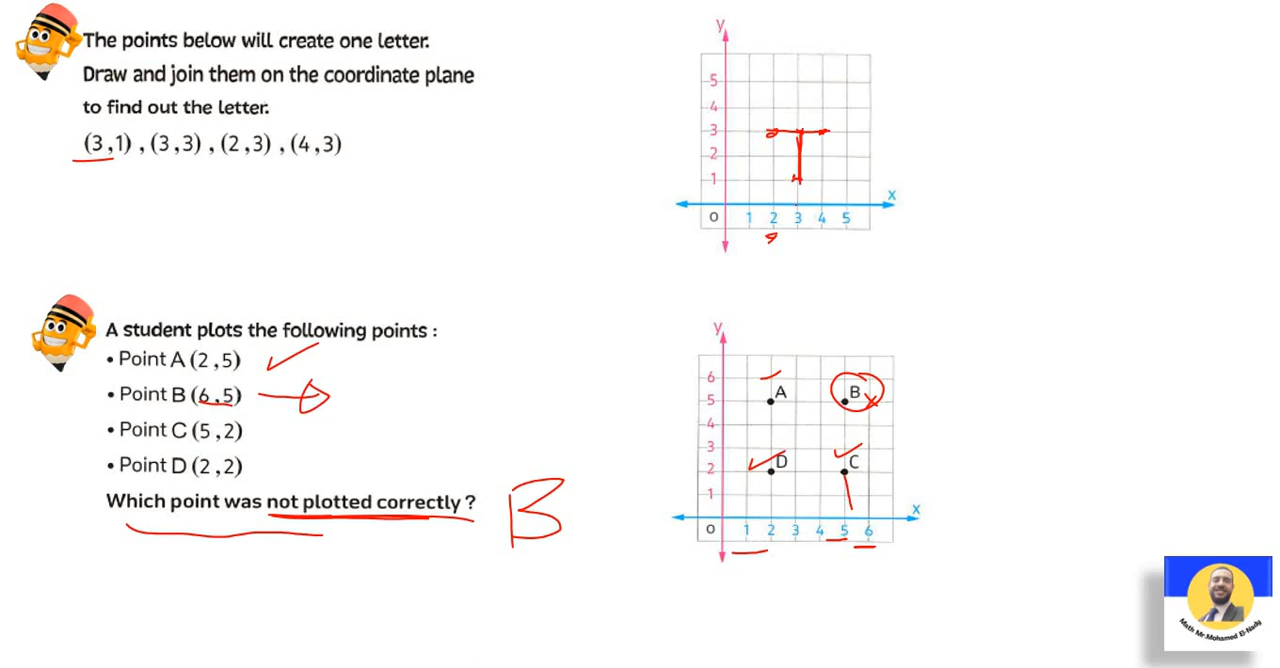 The points below will create one letter.
Draw and join them on the coordinate plane
to find out the letter.
(3,1) , (3,3) , (2,3) , (4,3)
y
5
4
3
2
1
0 1 2 3 4 5
x
A student plots the following points :
• Point A (2,5)
• Point B (6,5)
• Point C (5,2)
• Point D (2,2)
Which point was not plotted correctly ?
B
y
6
5
4
3
2
1
A
B
D
C
0 1 2 3 4 5 6
x
Math Mr.Mohamed El-Nady